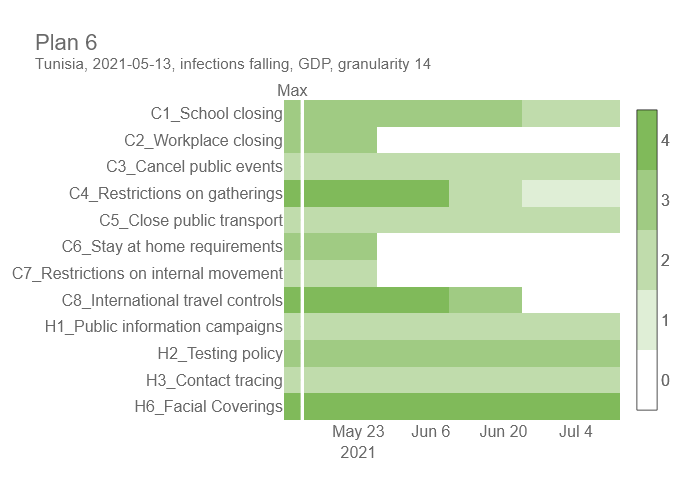 Plan 6
Tunisia, 2021-05-13, infections falling, GDP, granularity 14
Max
C1_School closing
C2_Workplace closing
C3_Cancel public events
C4_Restrictions on gatherings
C5_Close public transport
C6_Stay at home requirements
C7_Restrictions on internal movement
C8_International travel controls
H1_Public information campaigns
H2_Testing policy
H3_Contact tracing
H6_Facial Coverings
May 23 Jun 6 Jun 20 Jul 4
2021
4
3
2
1
0